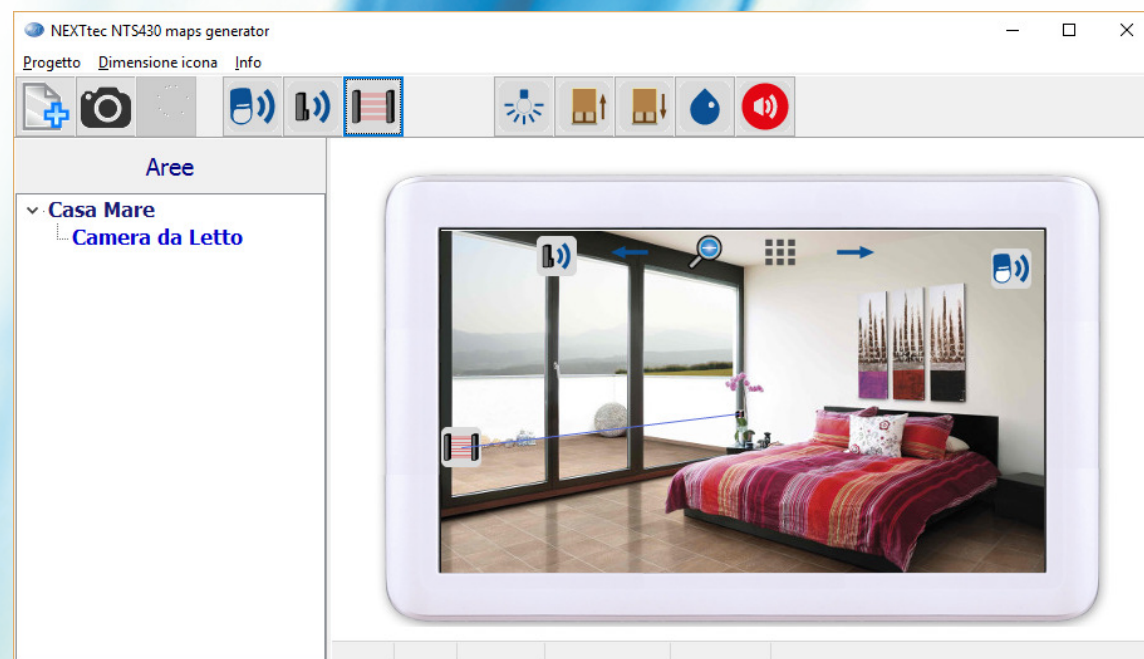 NEXTtec NTS430 maps generator
Progetto Dimensione icona Info
Aree
Casa Mare
Camera da Letto